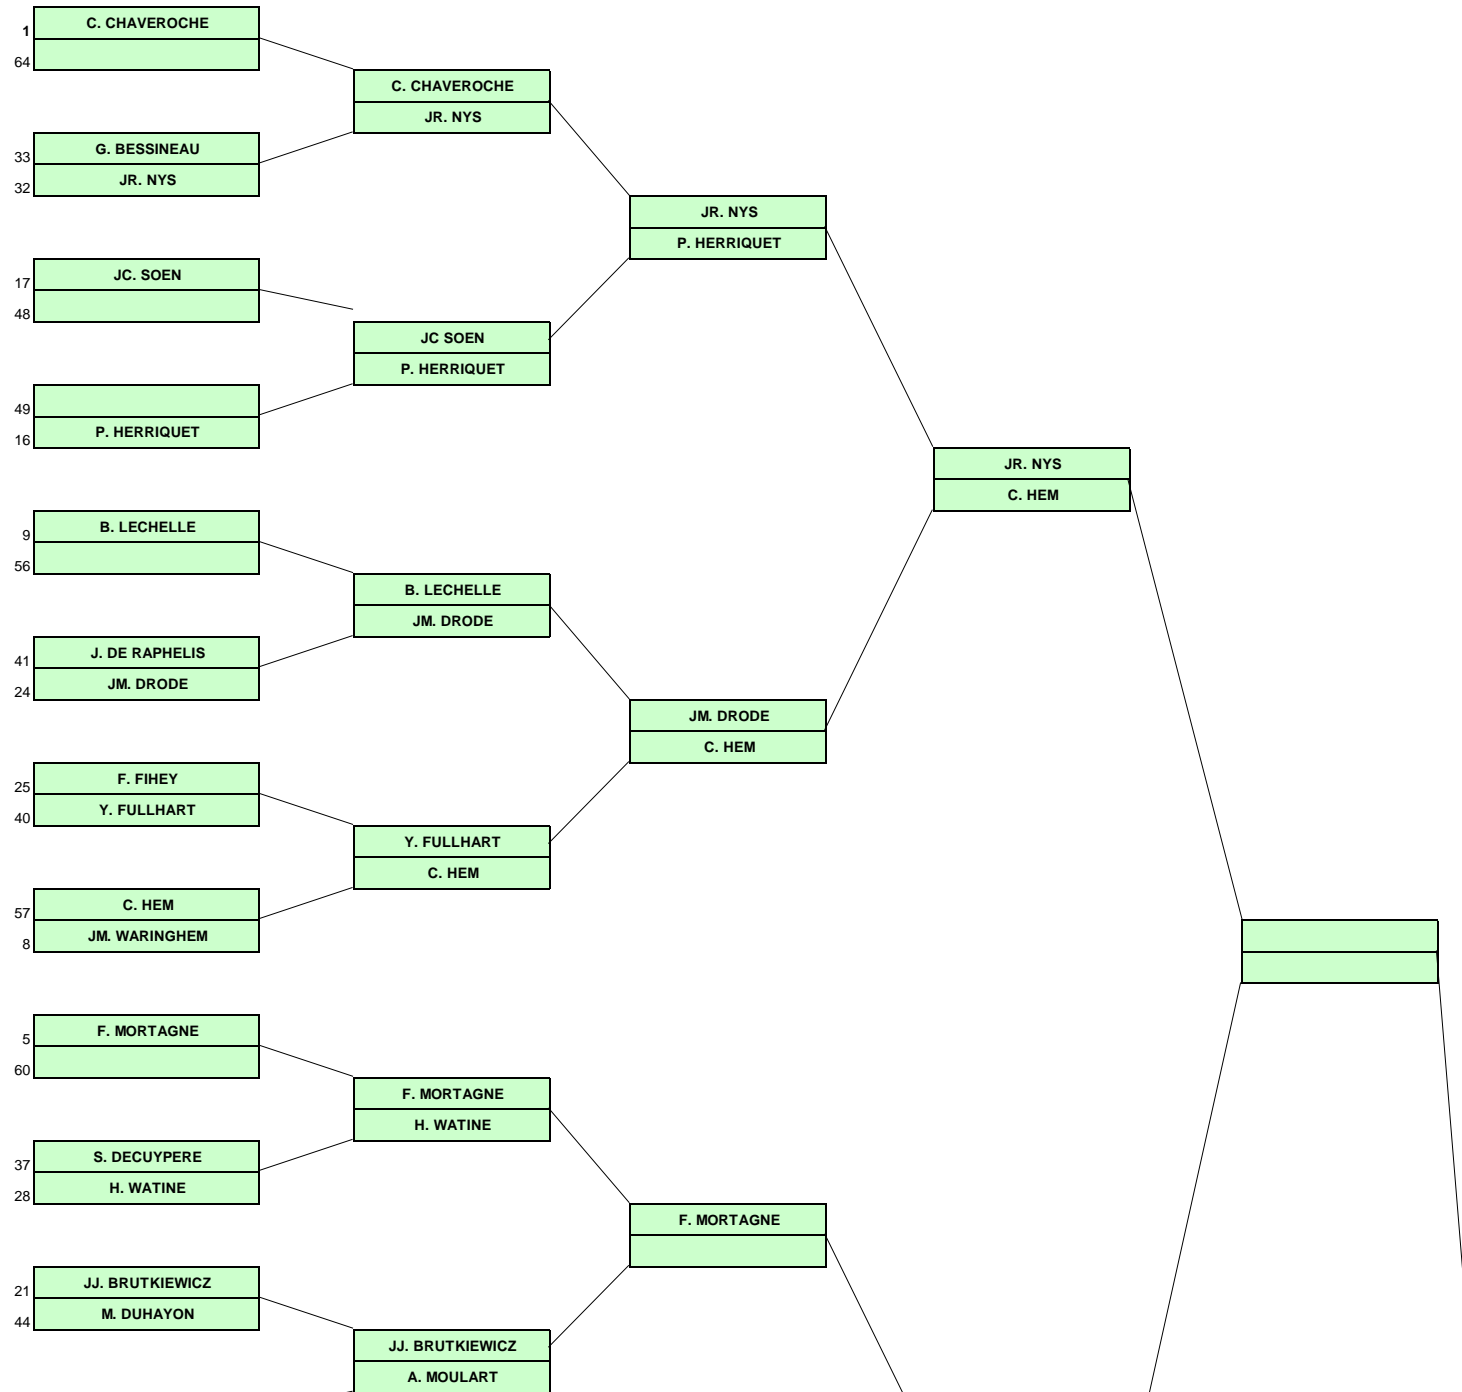 1 C. CHAVEROCHE
64
33 G. BESSINEAU
32 JR. NYS
17 JC. SOEN
48
49
16 P. HERRIQUET
9 B. LECHELLE
56
41 J. DE RAPHELIS
24 JM. DRODE
25 F. FIHEY
40 Y. FULLHART
57 C. HEM
8 JM. WARINGHEM
5 F. MORTAGNE
60
37 S. DECUYPERE
28 H. WATINE
21 JJ. BRUTKIEWICZ
44 M. DUHAYON
C. CHAVEROCHE
JR. NYS
JC SOEN
P. HERRIQUET
B. LECHELLE
JM. DRODE
Y. FULLHART
C. HEM
F. MORTAGNE
H. WATINE
JJ. BRUTKIEWICZ
A. MOULART
JR. NYS
P. HERRIQUET
JM. DRODE
C. HEM
F. MORTAGNE
JR. NYS
C. HEM